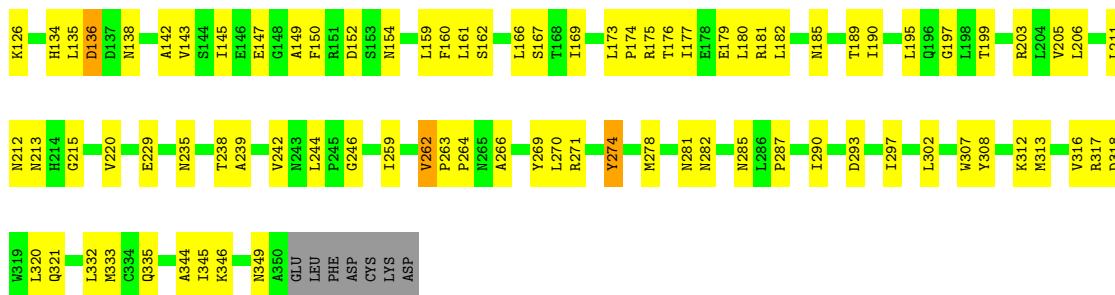 K126 H134 L135 D136 D137 N138 A142 V143 S144 I145 E146 E147 G148 A149 F150 R151 D152 S153 N154 L159 F160 L161 S162 L166 S167 T168 I169 L173 P174 R175 T176 I177 E178 E179 L180 R181 L182 N185 T189 I190 L195 Q196 G197 L198 T199 R203 L204 V205 L206
N212 N213 H214 G215 V220 E229 N235 T238 A239 V242 N243 L244 P245 G246 I259 V262 P263 P264 N265 A266 Y269 L270 R271 Y274 M278 N281 N282 N285 L286 P287 I290 D293 I297 L302 W307 Y308 K312 M313 V316 R317
W319 L320 Q321 L332 M333 C334 Q335 A344 I345 K346 N349 A350 GLU LEU PHE ASP CYS LYS ASP